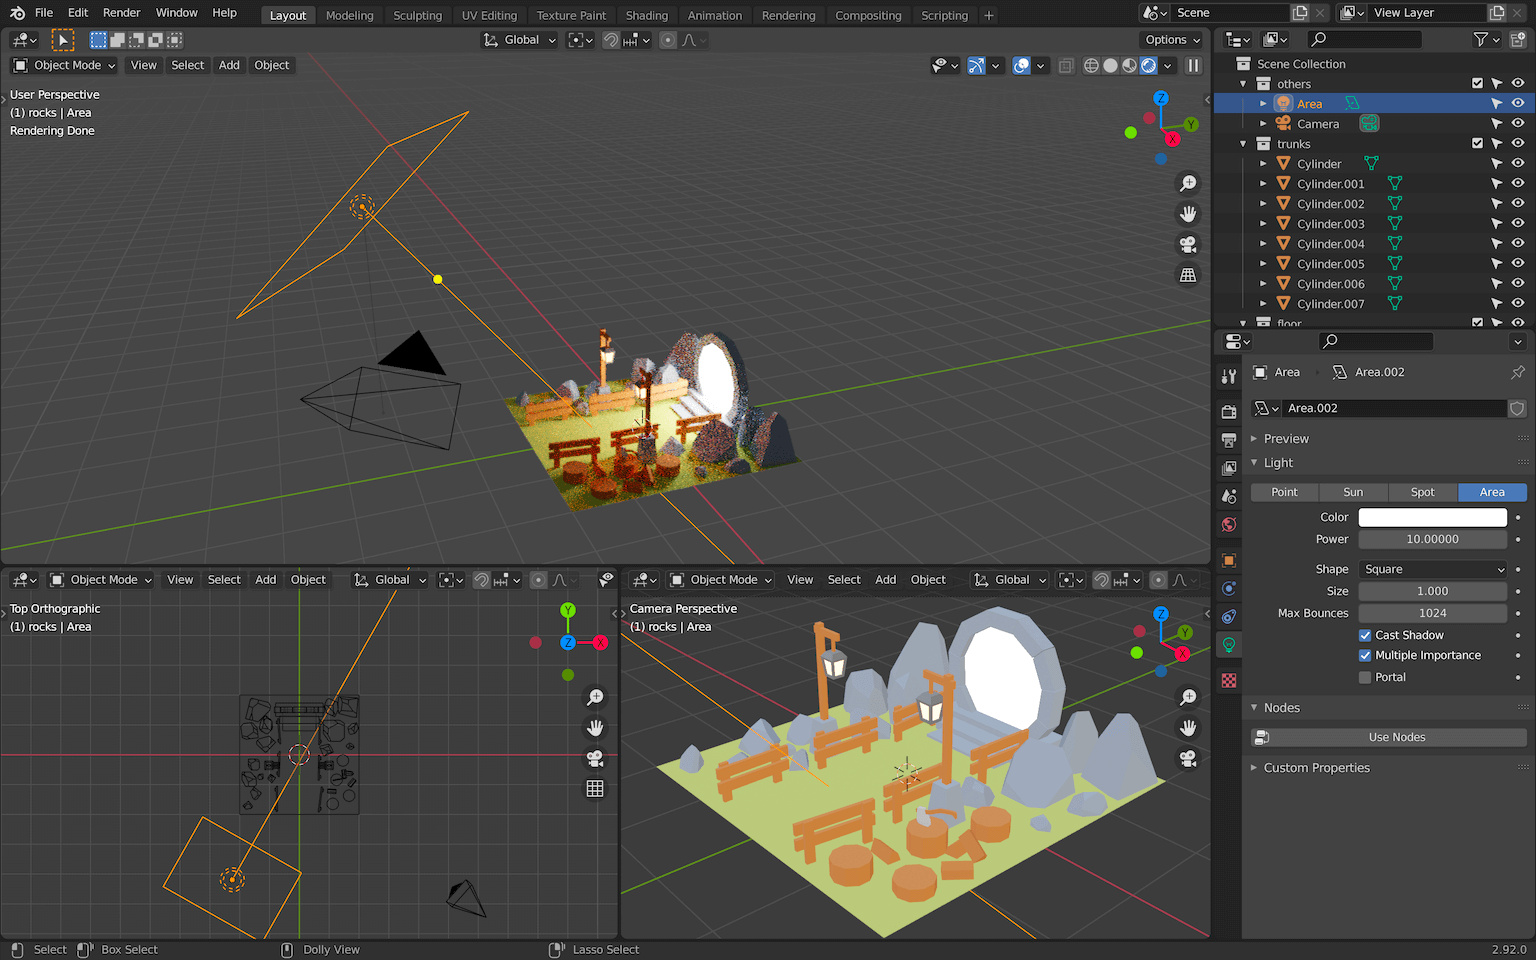 File Edit Render Window Help Layout Modeling Sculpting UV Editing Texture Paint Shading Animation Rendering Compositing Scripting + Scene View Layer
Global Options
Object Mode View Select Add Object
User Perspective
(1) rocks | Area
Rendering Done
Z
Y
X
Scene Collection
others
Area
Camera
trunks
Cylinder
Cylinder.001
Cylinder.002
Cylinder.003
Cylinder.004
Cylinder.005
Cylinder.006
Cylinder.007
floor
Area Area.002
Area.002
Preview
Light
Point Sun Spot Area
Color
Power 10.00000
Shape Square
Size 1.000
Max Bounces 1024
Cast Shadow
Multiple Importance
Portal
Nodes
Use Nodes
Custom Properties
Object Mode View Select Add Object Global
Top Orthographic
(1) rocks | Area
Y
Z X
Object Mode View Select Add Object Global
Camera Perspective
(1) rocks | Area
Z
Y
X
Select Box Select Dolly View Lasso Select 2.92.0